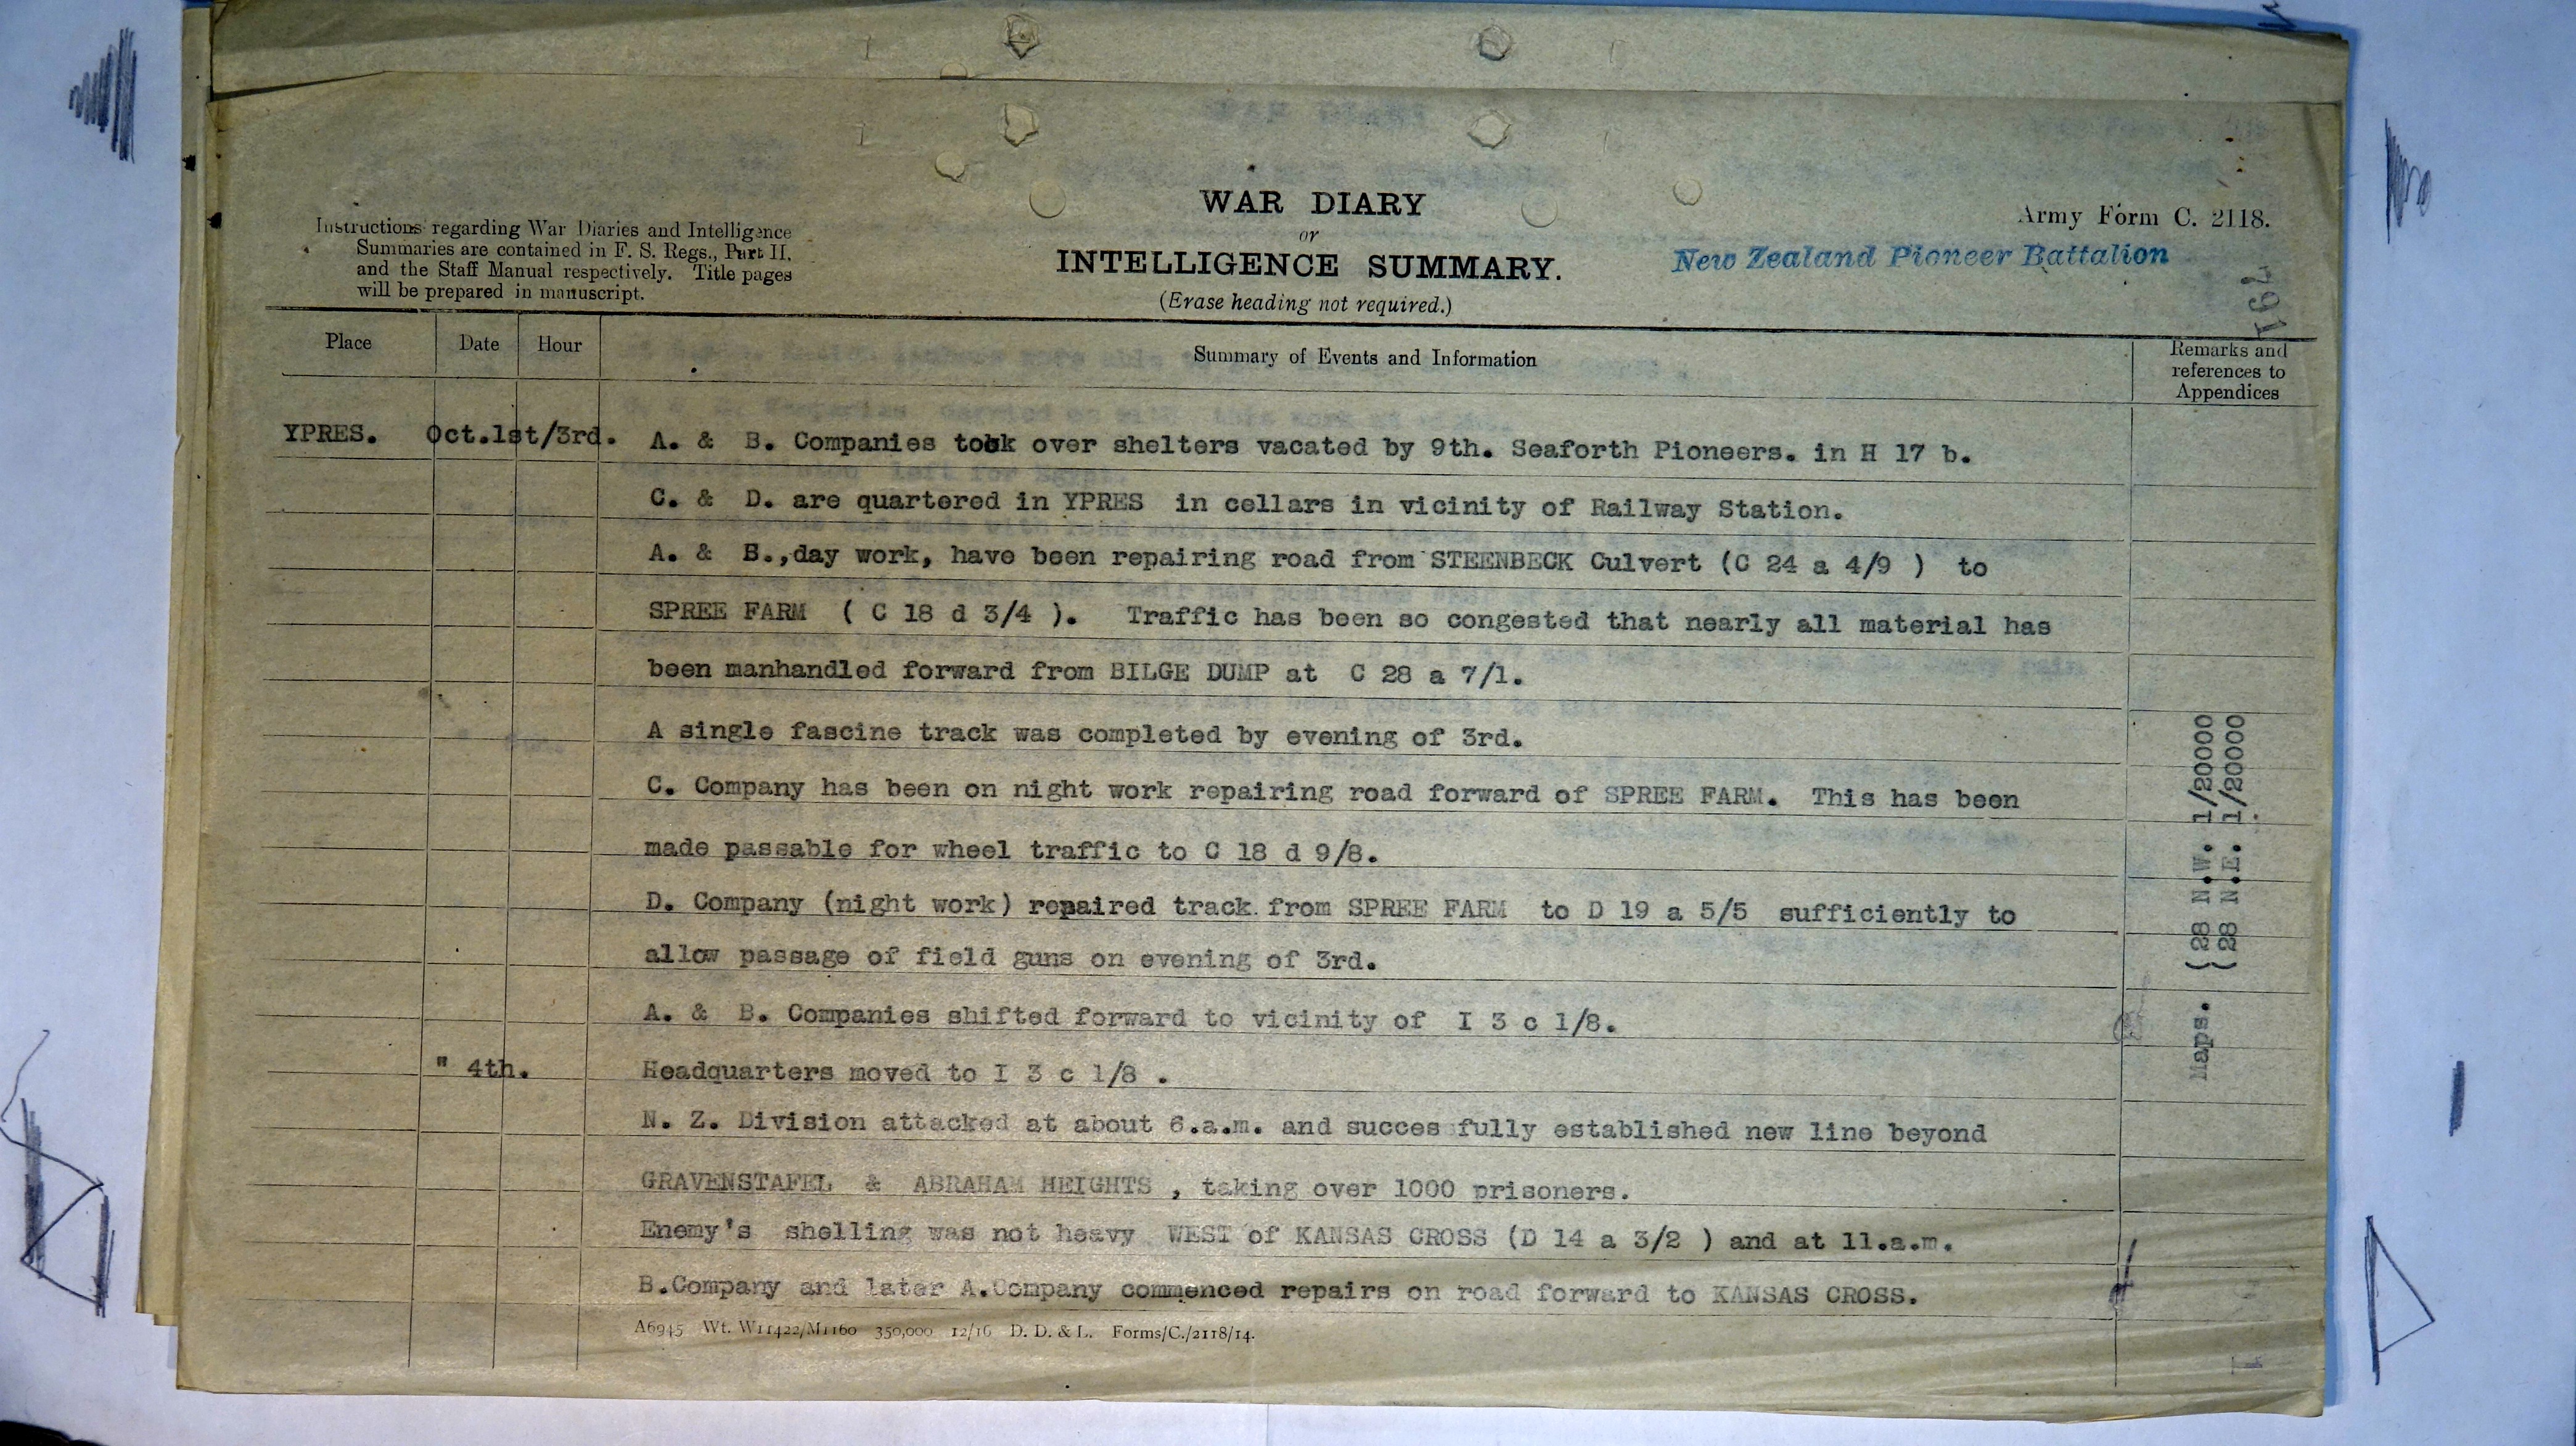 WAR DIARY
or
INTELLIGENCE SUMMARY.
(Erase heading not required.)
Instructions regarding War Diaries and Intelligence
Summaries are contained in F. S. Regs., Part II,
and the Staff Manual respectively. Title pages
will be prepared in manuscript.
Army Form C. 2118.
New Zealand Pioneer Battalion
Place Date Hour Summary of Events and Information Remarks and
references to
Appendices
YPRES. Oct.1st/3rd. A. & B. Companies took over shelters vacated by 9th. Seaforth Pioneers. in H 17 b.
C. & D. are quartered in YPRES in cellars in vicinity of Railway Station.
A. & B.,day work, have been repairing road from STEENBECK Culvert (C 24 a 4/9 ) to
SPREE FARM ( C 18 d 3/4 ). Traffic has been so congested that nearly all material has
been manhandled forward from BILGE DUMP at C 28 a 7/1.
A single fascine track was completed by evening of 3rd.
C. Company has been on night work repairing road forward of SPREE FARM. This has been
made passable for wheel traffic to C 18 d 9/8.
D. Company (night work) repaired track from SPREE FARM to D 19 a 5/5 sufficiently to
allow passage of field guns on evening of 3rd.
A. & B. Companies shifted forward to vicinity of I 3 c 1/8.
" 4th. Headquarters moved to I 3 c 1/8 .
N. Z. Division attacked at about 6.a.m. and succes fully established new line beyond
GRAVENSTAFEL & ABRAHAM HEIGHTS , taking over 1000 prisoners.
Enemy's shelling was not heavy WEST of KANSAS CROSS (D 14 a 3/2 ) and at 11.a.m.
B.Company and later A.Company commenced repairs on road forward to KANSAS CROSS.
Maps. (28 N.W. 1/20000
(28 N.E. 1/20000.
A6945 Wt. W11422/M1160 350,000 12/16 D. D. & L. Forms/C./2118/14.